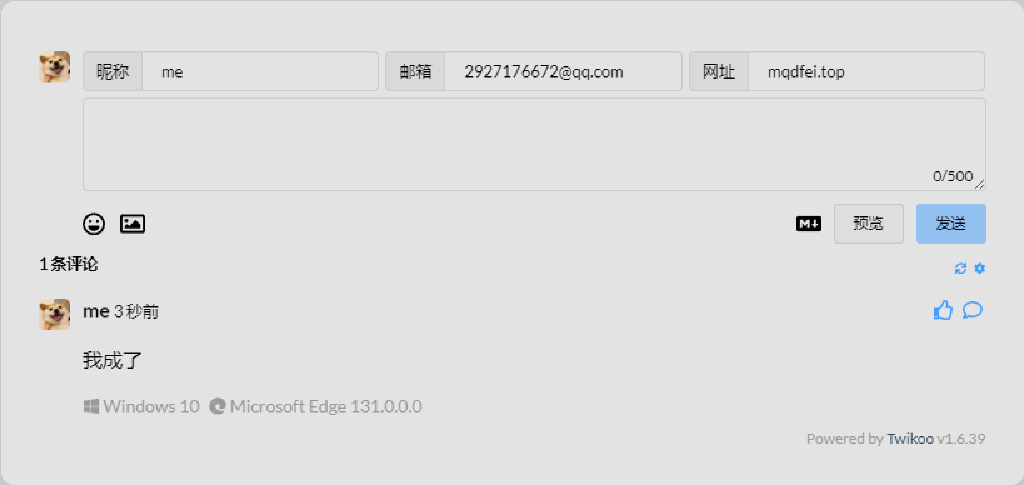 昵称 me 邮箱 2927176672@qq.com 网址 mqdfei.top
0/500
M↓ 预览 发送
1 条评论
me 3 秒前
我成了
Windows 10 Microsoft Edge 131.0.0.0
Powered by Twikoo v1.6.39